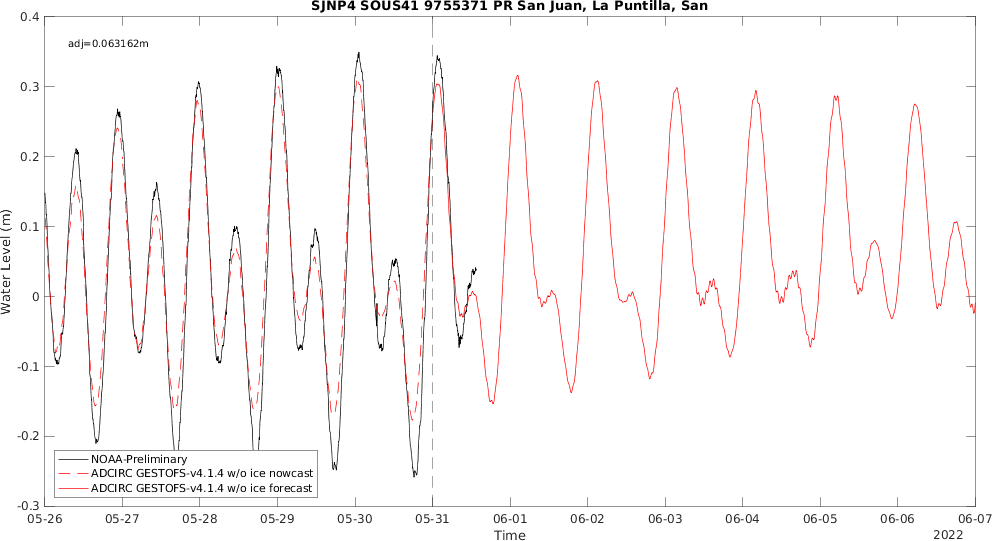 SJNP4 SOUS41 9755371 PR San Juan, La Puntilla, San
0.4
adj=0.063162m
0.3
0.2
0.1
Water Level (m)
0
-0.1
-0.2
NOAA-Preliminary
ADCIRC GESTOFS-v4.1.4 w/o ice nowcast
ADCIRC GESTOFS-v4.1.4 w/o ice forecast
-0.3
05-26 05-27 05-28 05-29 05-30 05-31 06-01 06-02 06-03 06-04 06-05 06-06 06-07
Time
2022